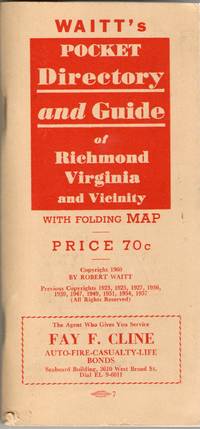 WAITT's
POCKET
Directory
and Guide
of
Richmond
Virginia
and Vicinity
WITH FOLDING MAP
PRICE 70c
Copyright 1960
BY ROBERT WAITT
Previous Copyrights 1923, 1925, 1927, 1936,
1939, 1947, 1949, 1951, 1954, 1957
(All Rights Reserved)
The Agent Who Gives You Service
FAY F. CLINE
AUTO-FIRE-CASUALTY-LIFE
BONDS
Seaboard Building, 3620 West Broad St.
Dial EL 9-6011
7